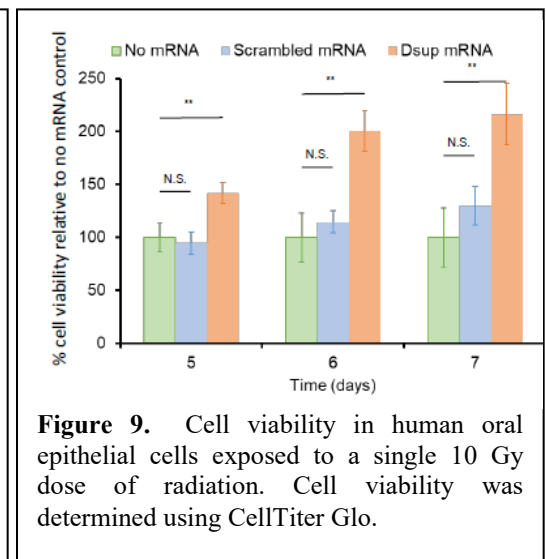 No mRNA Scrambled mRNA Dsup mRNA
% cell viability relative to no mRNA control
250
200
150
100
50
0
**
N.S.
**
N.S.
**
N.S.
5 6 7
Time (days)
Figure 9. Cell viability in human oral
epithelial cells exposed to a single 10 Gy
dose of radiation. Cell viability was
determined using CellTiter Glo.